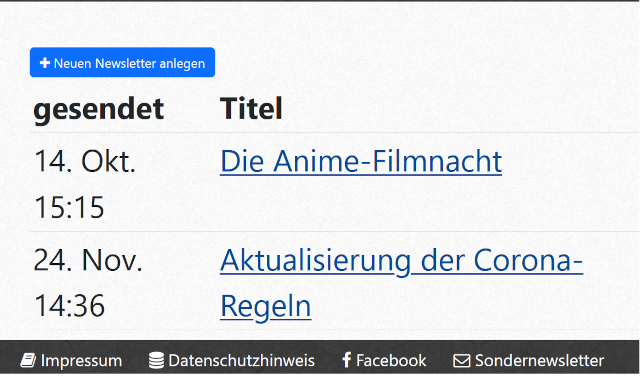 Neuen Newsletter anlegen
gesendet Titel
14. Okt. Die Anime-Filmnacht
15:15
24. Nov. Aktualisierung der Corona-
14:36 Regeln
Impressum Datenschutzhinweis Facebook Sondernewsletter